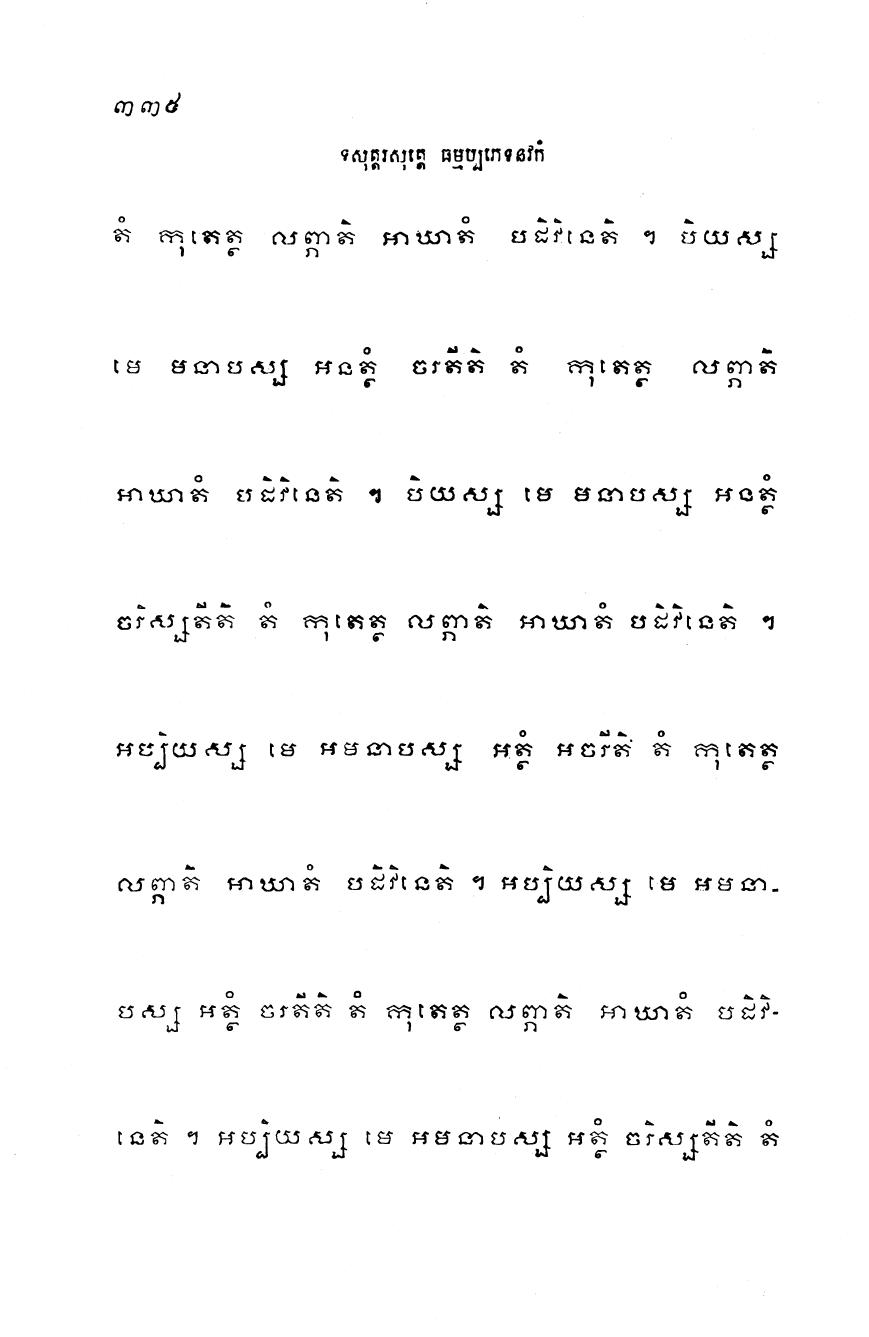 ៣៣៥
ទសុត្តរសុត្តេ ធម្មប្បភេទនវកំ
តំ កុតេត្ថ លព្ភាតិ អាឃាតំ បដិវិនេតិ ។ បិយស្ស
មេ មនាបស្ស អនត្ថំ ចរតីតិ តំ កុតេត្ថ លព្ភាតិ
អាឃាតំ បដិវិនេតិ ។ បិយស្ស មេ មនាបស្ស អនត្ថំ
ចរិស្សតីតិ តំ កុតេត្ថ លព្ភាតិ អាឃាតំ បដិវិនេតិ ។
អប្បិយស្ស មេ អមនាបស្ស អត្ថំ អចរីតិ តំ កុតេត្ថ
លព្ភាតិ អាឃាតំ បដិវិនេតិ ។ អប្បិយស្ស មេ អមនា-
បស្ស អត្ថំ ចរតីតិ តំ កុតេត្ថ លព្ភាតិ អាឃាតំ បដិវិ-
នេតិ ។ អប្បិយស្ស មេ អមនាបស្ស អត្ថំ ចរិស្សតីតិ តំ